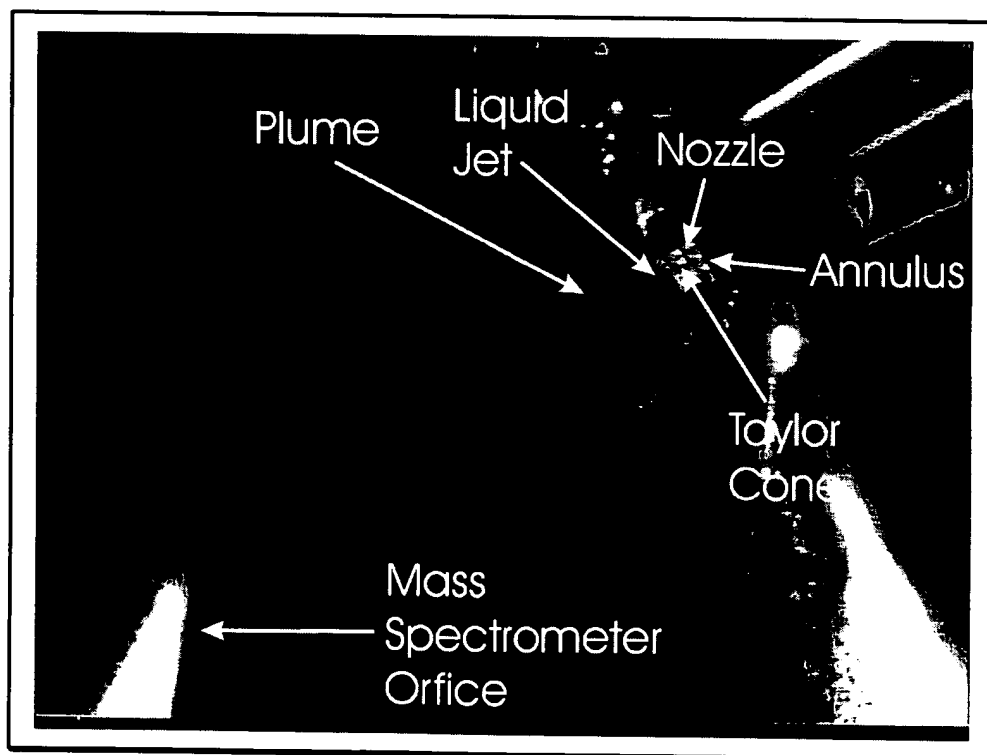 Plume
Liquid
Jet
Nozzle
Annulus
Taylor
Cone
Mass
Spectrometer
Orfice